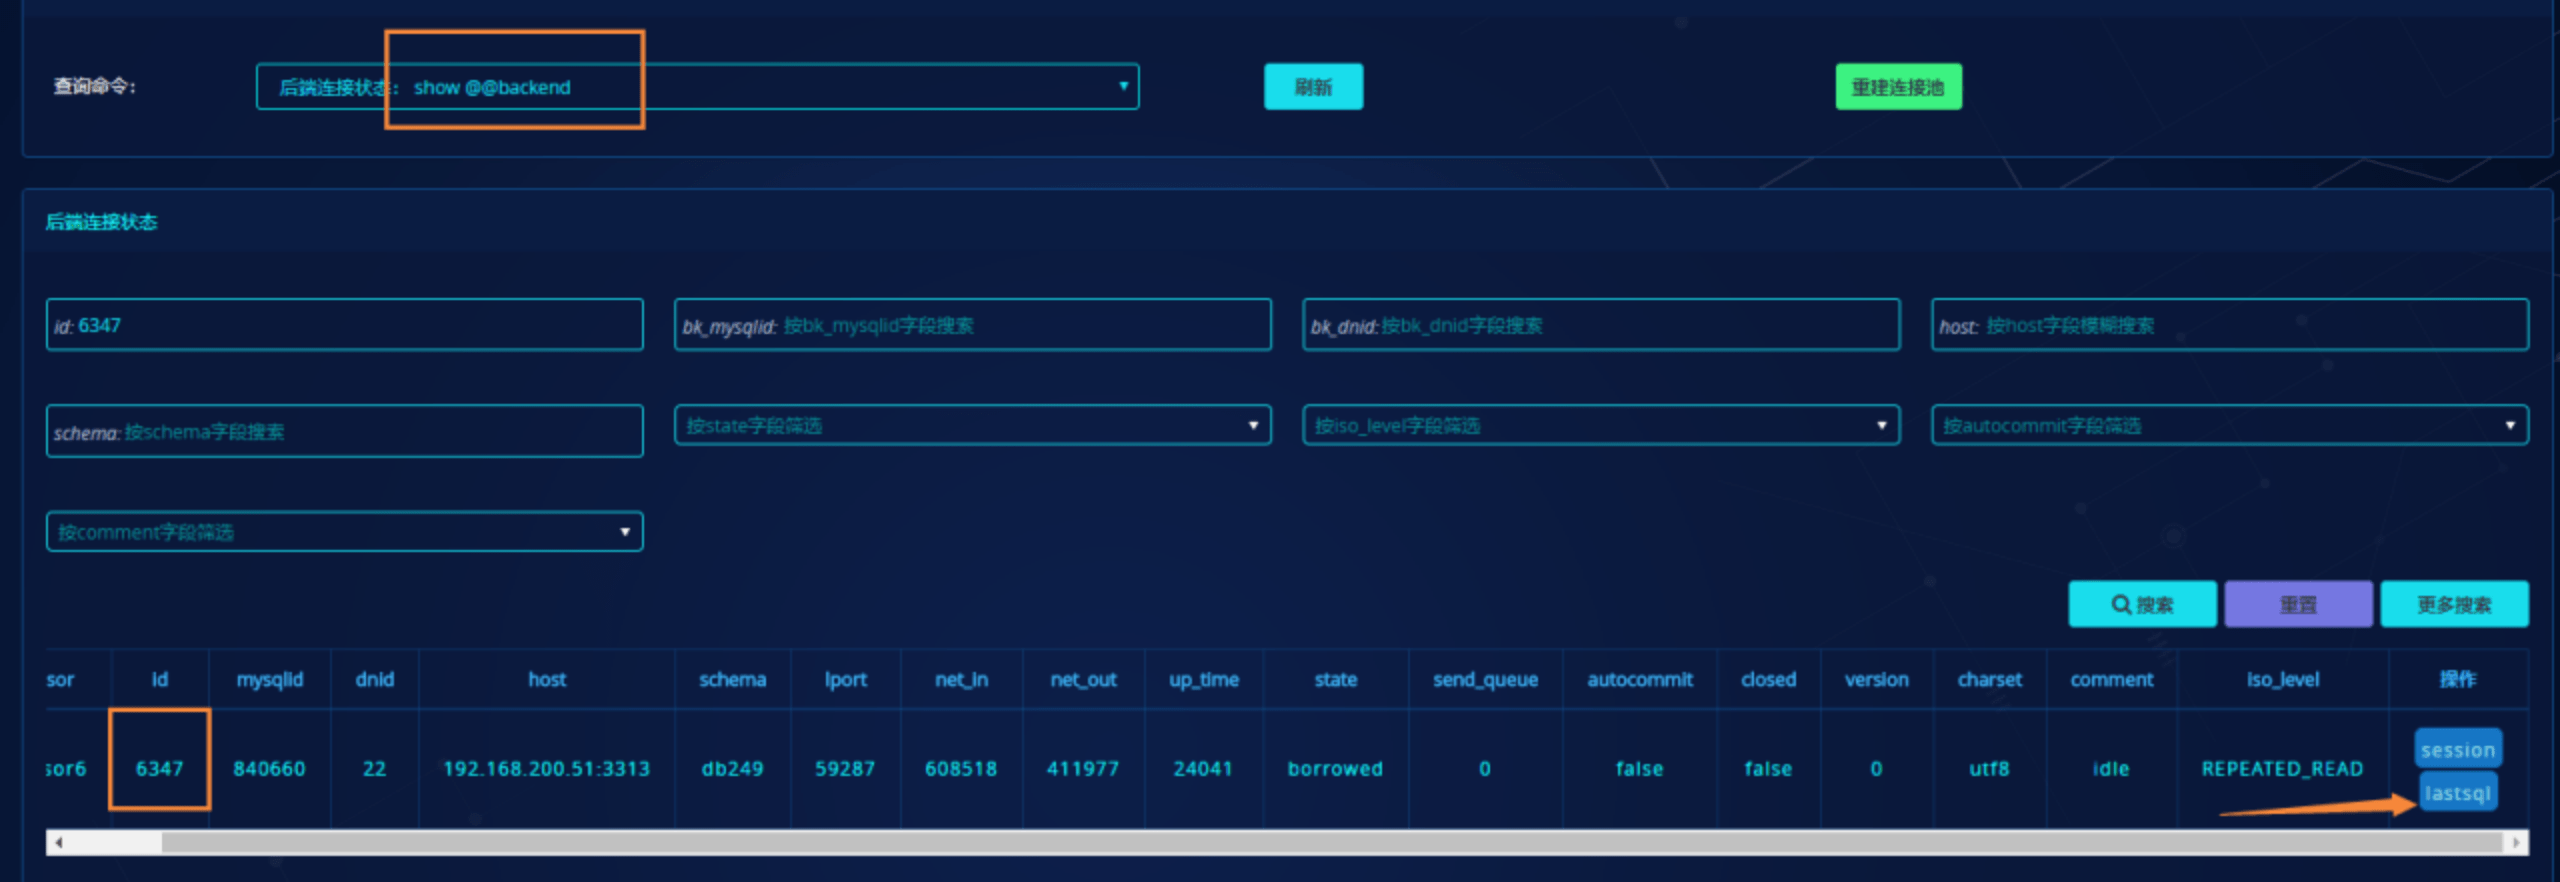 查询命令: 后端连接状态: show @@backend 刷新 重建连接池
后端连接状态
id: 6347 bk_mysqlid: 按bk_mysqlid字段搜索 bk_dnid: 按bk_dnid字段搜索 host: 按host字段模糊搜索
schema: 按schema字段搜索 按state字段筛选 按iso_level字段筛选 按autocommit字段筛选
按comment字段筛选
搜索 重置 更多搜索
sor id mysqlid dnid host schema lport net_in net_out up_time state send_queue autocommit closed version charset comment iso_level 操作
sor6 6347 840660 22 192.168.200.51:3313 db249 59287 608518 411977 24041 borrowed 0 false false 0 utf8 idle REPEATED_READ session
lastsql